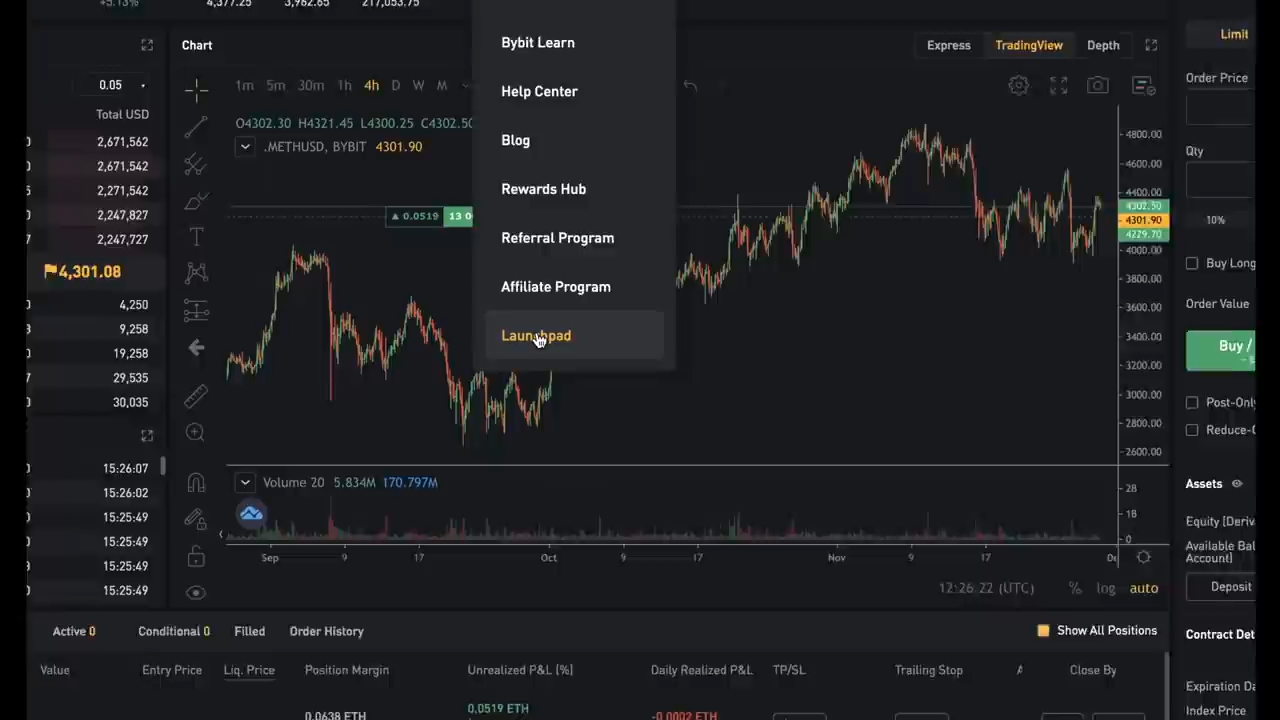 +5.13%
4,377.25
3,962.65
217,053.75
Bybit Learn
Help Center
Blog
Rewards Hub
Referral Program
Affiliate Program
Launchpad
Chart
Express
TradingView
Depth
1m 5m 30m 1h 4h D W M
O4302.30 H4321.45 L4300.25 C4302.50
.METHUSD, BYBIT 4301.90
▲ 0.0519
4800.00
4600.00
4400.00
4302.50
4301.90
4229.70
4000.00
3800.00
3600.00
3400.00
3200.00
3000.00
2800.00
2600.00
Volume 20 5.834M 170.797M
2B
1B
0
Sep 9 17 Oct 9 17 Nov 9 17
12:26:22 (UTC) % log auto
0.05
Total USD
2,671,562
2,671,542
2,271,542
2,247,827
2,247,727
4,301.08
4,250
9,258
19,258
29,535
30,035
15:26:07
15:26:02
15:25:49
15:25:49
15:25:49
15:25:49
Limit
Order Price
Qty
10%
Buy Long
Order Value
Buy /
Post-Only
Assets
Equity (Deriv
Account)
Deposit
Contract Det
Expiration Da
Index Price
Active 0
Conditional 0
Filled
Order History
Show All Positions
Value
Entry Price
Liq. Price
Position Margin
Unrealized P&L (%)
Daily Realized P&L
TP/SL
Trailing Stop
Close By
0.0638 ETH
0.0519 ETH
-0.0002 ETH